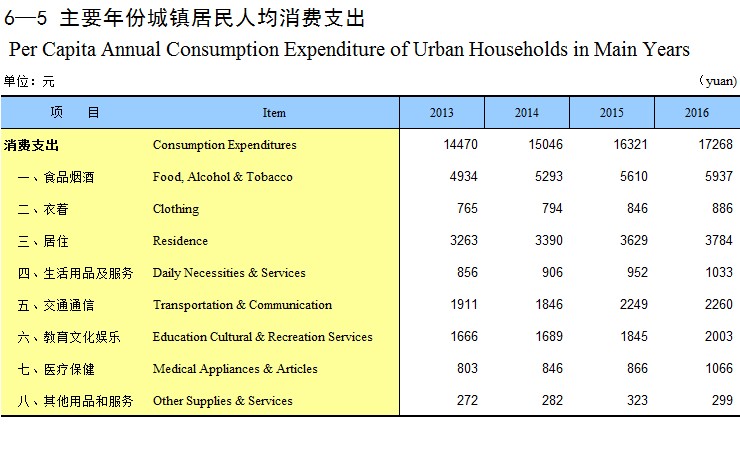 6—5 主要年份城镇居民人均消费支出
Per Capita Annual Consumption Expenditure of Urban Households in Main Years
单位：元 （yuan)
项 目 Item 2013 2014 2015 2016
消费支出 Consumption Expenditures 14470 15046 16321 17268
一、食品烟酒 Food, Alcohol & Tobacco 4934 5293 5610 5937
二、衣着 Clothing 765 794 846 886
三、居住 Residence 3263 3390 3629 3784
四、生活用品及服务 Daily Necessities & Services 856 906 952 1033
五、交通通信 Transportation & Communication 1911 1846 2249 2260
六、教育文化娱乐 Education Cultural & Recreation Services 1666 1689 1845 2003
七、医疗保健 Medical Appliances & Articles 803 846 866 1066
八、其他用品和服务 Other Supplies & Services 272 282 323 299